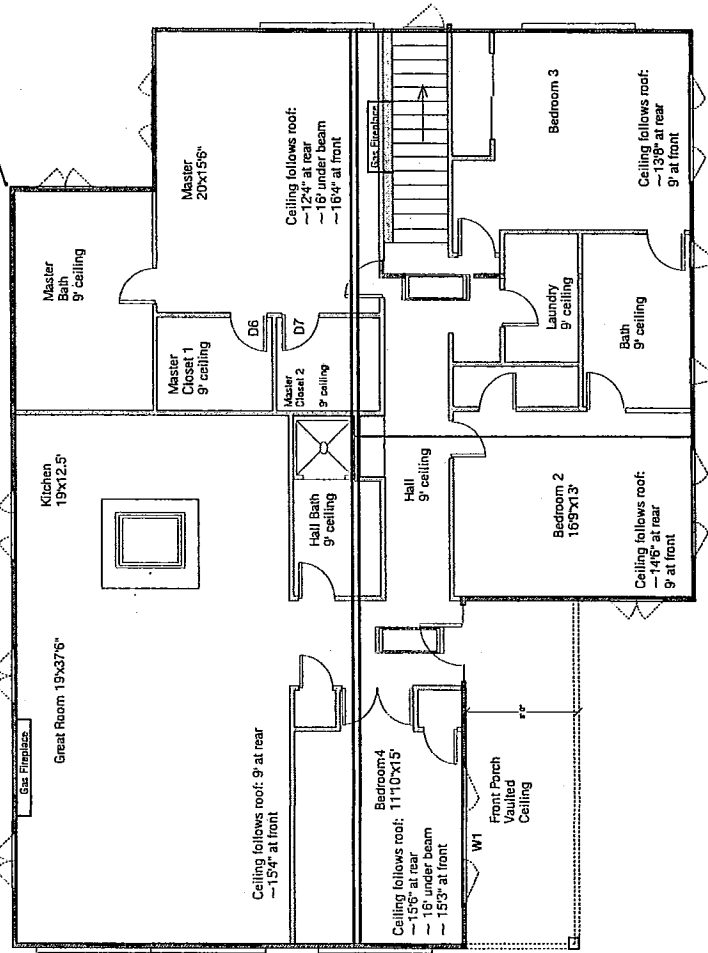 Gas Fireplace
Great Room 19'x37'6"
Kitchen
19'x12.5'
Master
Bath
9' ceiling
Ceiling follows roof: 9' at rear
~15'4" at front
Hall Bath
9' ceiling
Master
Closet 1
9' ceiling
D6
D7
Master
Closet 2
9' ceiling
Master
20'x15'6"
Ceiling follows roof:
~12'4" at rear
~16' under beam
~16'4" at front
Gas Fireplace
Bedroom4 11'10"x15'
Ceiling follows roof:
~15'6" at rear
~ 16' under beam
~ 15'3" at front
W1
Front Porch
Vaulted
Ceiling
Hall
9' ceiling
Bedroom 2
16'9"x13'
Ceiling follows roof:
~14'6" at rear
9' at front
Laundry
9' ceiling
Bath
9' ceiling
Bedroom 3
Ceiling follows roof:
~13'8" at rear
9' at front